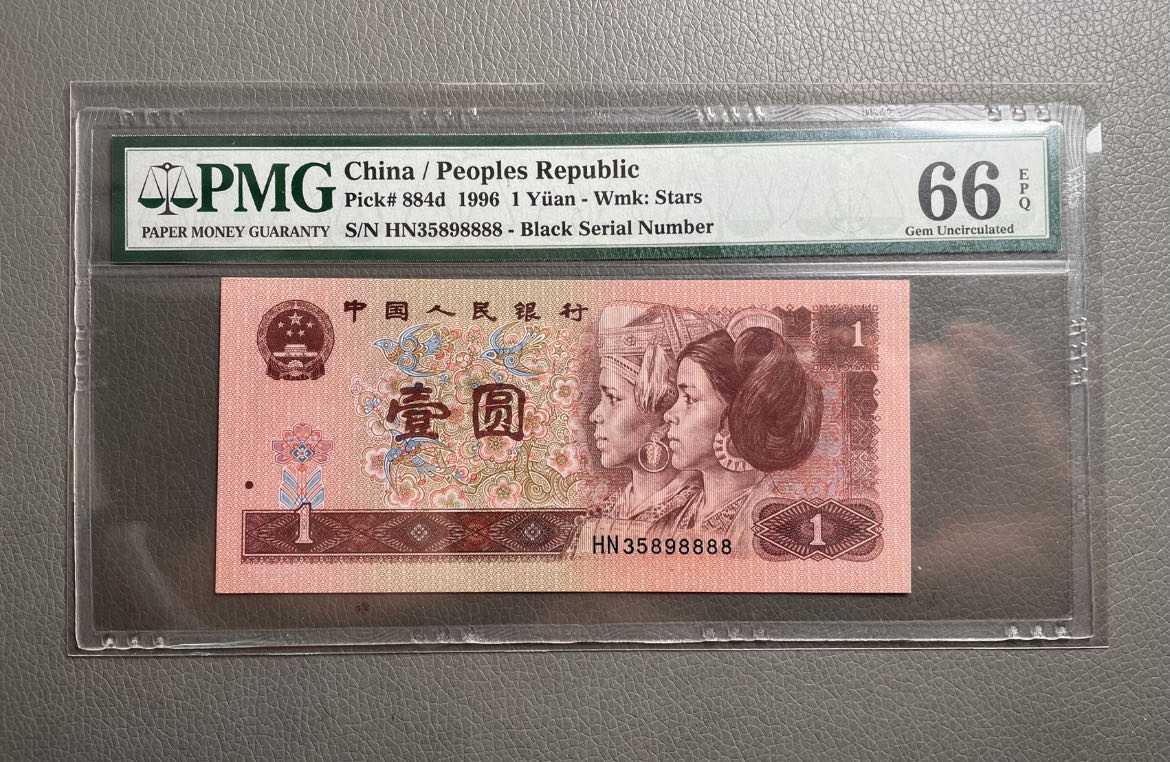 PMG
PAPER MONEY GUARANTY
China / Peoples Republic
Pick# 884d 1996 1 Yüan - Wmk: Stars
S/N HN35898888 - Black Serial Number
66
EPQ
Gem Uncirculated
中国人民银行
1
壹圆
1
HN35898888
1